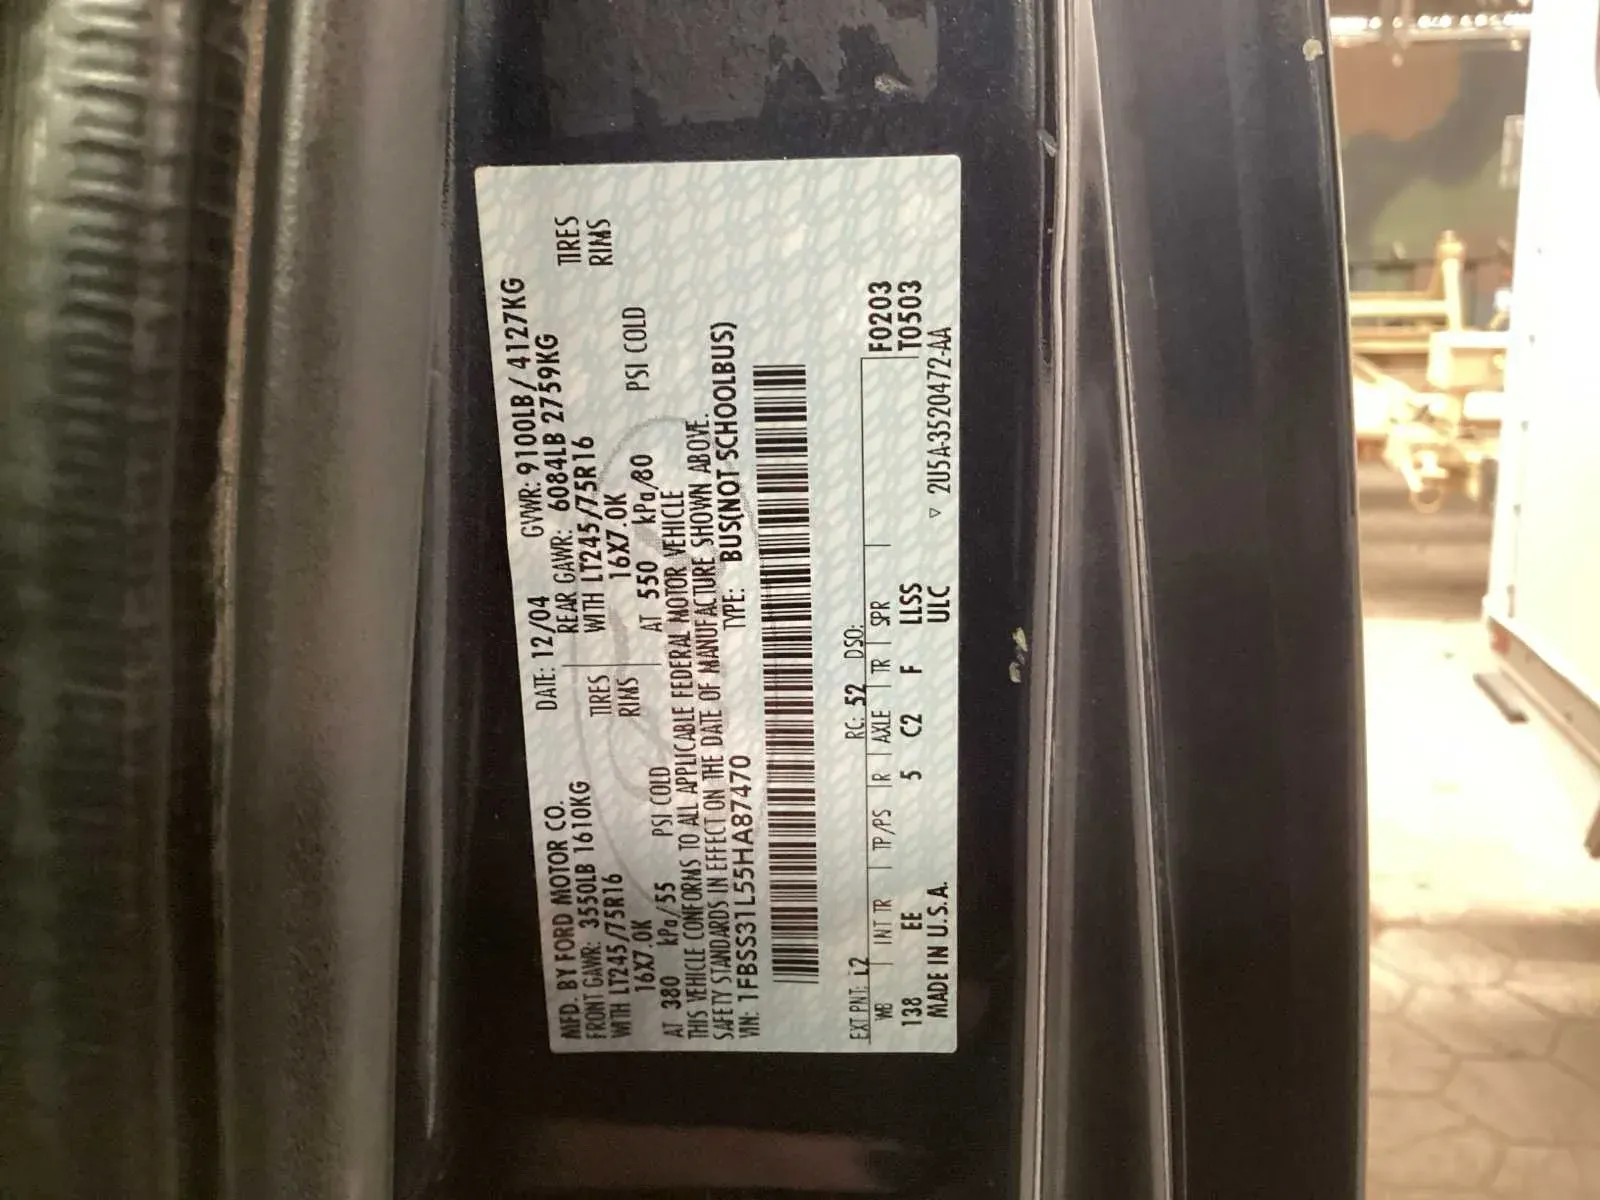 MFD. BY FORD MOTOR CO. DATE: 12/04 GVWR: 9100LB / 4127KG
FRONT GAWR: 3550LB 1610KG REAR GAWR: 6084LB 2759KG
WITH LT245/75R16 TIRES WITH LT245/75R16 TIRES
16X7.0K RIMS 16X7.0K RIMS
AT 380 kPa/55 PSI COLD AT 550 kPa/80 PSI COLD
THIS VEHICLE CONFORMS TO ALL APPLICABLE FEDERAL MOTOR VEHICLE
SAFETY STANDARDS IN EFFECT ON THE DATE OF MANUFACTURE SHOWN ABOVE.
VIN: 1FBSS31L55HA87470 TYPE: BUS(NOT SCHOOLBUS)
EXT PNT: L2 RC: 52 DSO:
WB INT TR TP/PS R AXLE TR SPR F0203
138 EE 5 C2 F LLSS T0503
MADE IN U.S.A. ULC ▽ 2U5A-3520472-AA